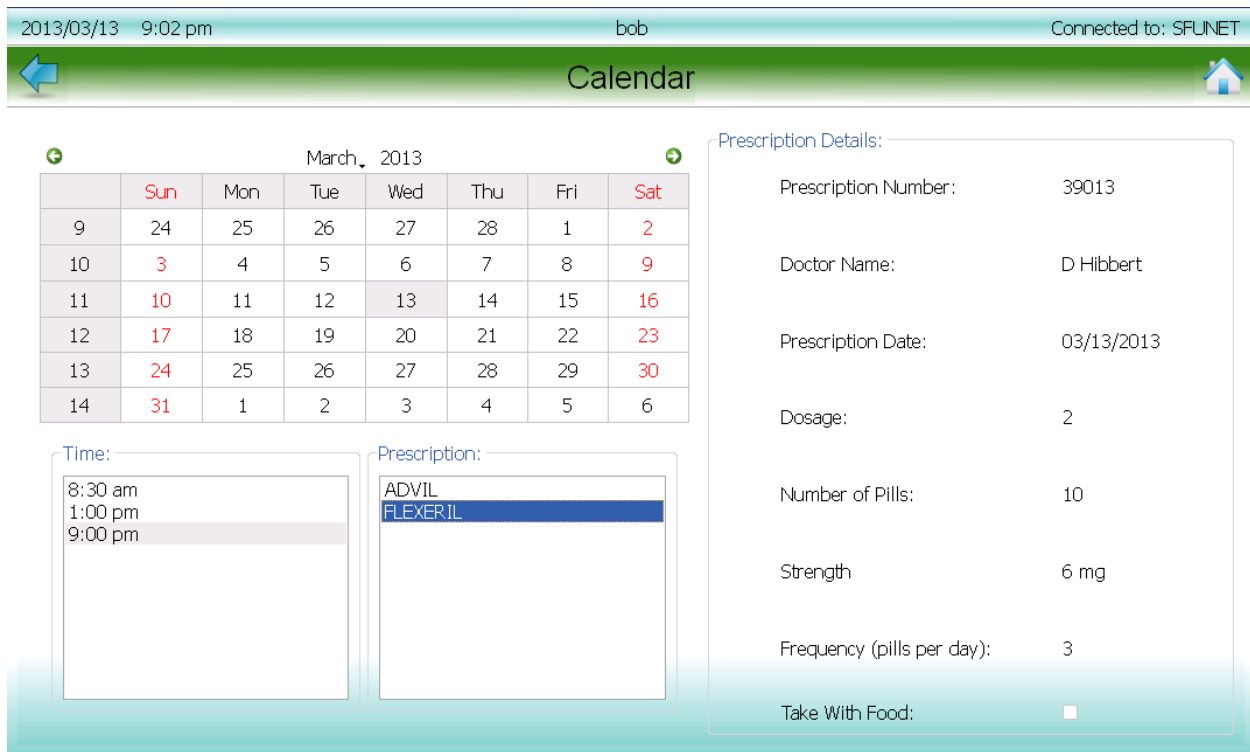 2013/03/13 9:02 pm bob Connected to: SFUNET
Calendar
March 2013
Sun Mon Tue Wed Thu Fri Sat
9 24 25 26 27 28 1 2
10 3 4 5 6 7 8 9
11 10 11 12 13 14 15 16
12 17 18 19 20 21 22 23
13 24 25 26 27 28 29 30
14 31 1 2 3 4 5 6
Time:
8:30 am
1:00 pm
9:00 pm
Prescription:
ADVIL
FLEXERIL
Prescription Details:
Prescription Number: 39013
Doctor Name: D Hibbert
Prescription Date: 03/13/2013
Dosage: 2
Number of Pills: 10
Strength 6 mg
Frequency (pills per day): 3
Take With Food: